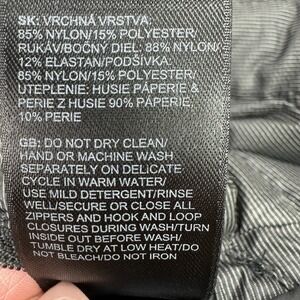 SK: VRCHNÁ VRSTVA:
85% NYLON/15% POLYESTER/
RUKÁV/BOČNÝ DIEL: 88% NYLON/
12% ELASTAN/PODŠÍVKA:
85% NYLON/15% POLYESTER/
UTEPLENIE: HUSIE PÁPERIE &
PERIE Z HUSI 90% PÁPERIE,
10% PERIE
GB: DO NOT DRY CLEAN/
HAND OR MACHINE WASH
SEPARATELY ON DELICATE
CYCLE IN WARM WATER/
USE MILD DETERGENT/RINSE
WELL/SECURE OR CLOSE ALL
ZIPPERS AND HOOK AND LOOP
CLOSURES DURING WASH/TURN
INSIDE OUT BEFORE WASH/
TUMBLE DRY AT LOW HEAT/DO
NOT BLEACH/DO NOT IRON